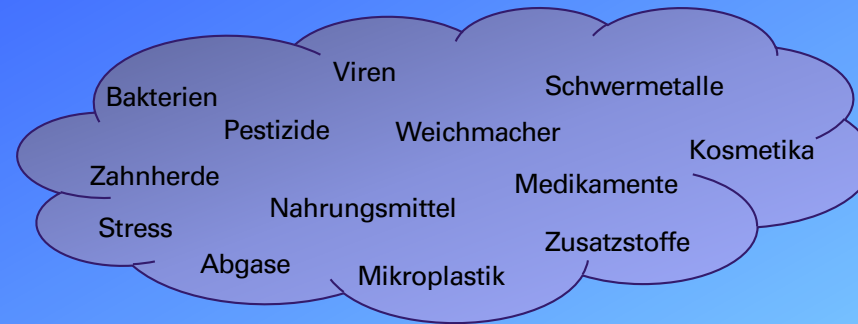 Viren
Schwermetalle
Bakterien
Pestizide
Weichmacher
Kosmetika
Zahnherde
Medikamente
Nahrungsmittel
Stress
Zusatzstoffe
Abgase
Mikroplastik